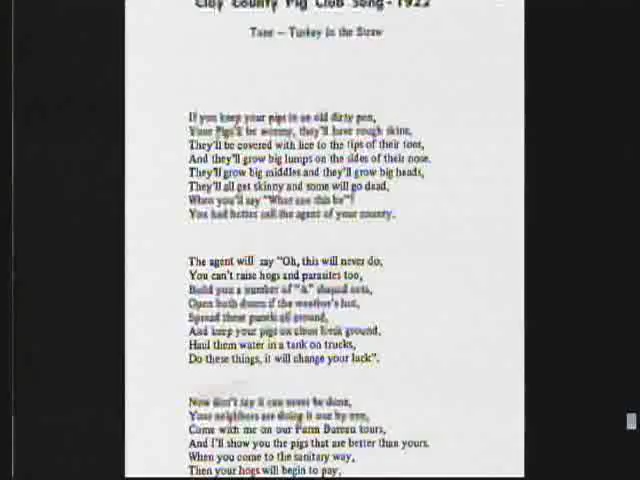 Clay County Pig Club Song - 1922
Tune - Turkey in the Straw
If you keep your pigs in an old dirty pen,
Your Pigs'll be wormy, they'll have rough skins,
They'll be covered with lice to the tips of their toes,
And they'll grow big lumps on the sides of their nose.
They'll grow big middles and they'll grow big heads,
They'll all get skinny and some will go dead,
When you'll say "What can this be"?
You had better call the agent of your county.
The agent will say "Oh, this will never do,
You can't raise hogs and parasites too,
Build you a number of "A" shaped cots,
Open both doors if the weather's hot,
Spread these all around,
And keep your pigs on clean fresh ground,
Haul them water in a tank on trucks,
Do these things, it will change your luck".
Now don't say it can never be done,
Your neighbors are doing it one by one,
Come with me on our Farm Bureau tours,
And I'll show you the pigs that are better than yours.
When you come to the sanitary way,
Then your hogs will begin to pay,